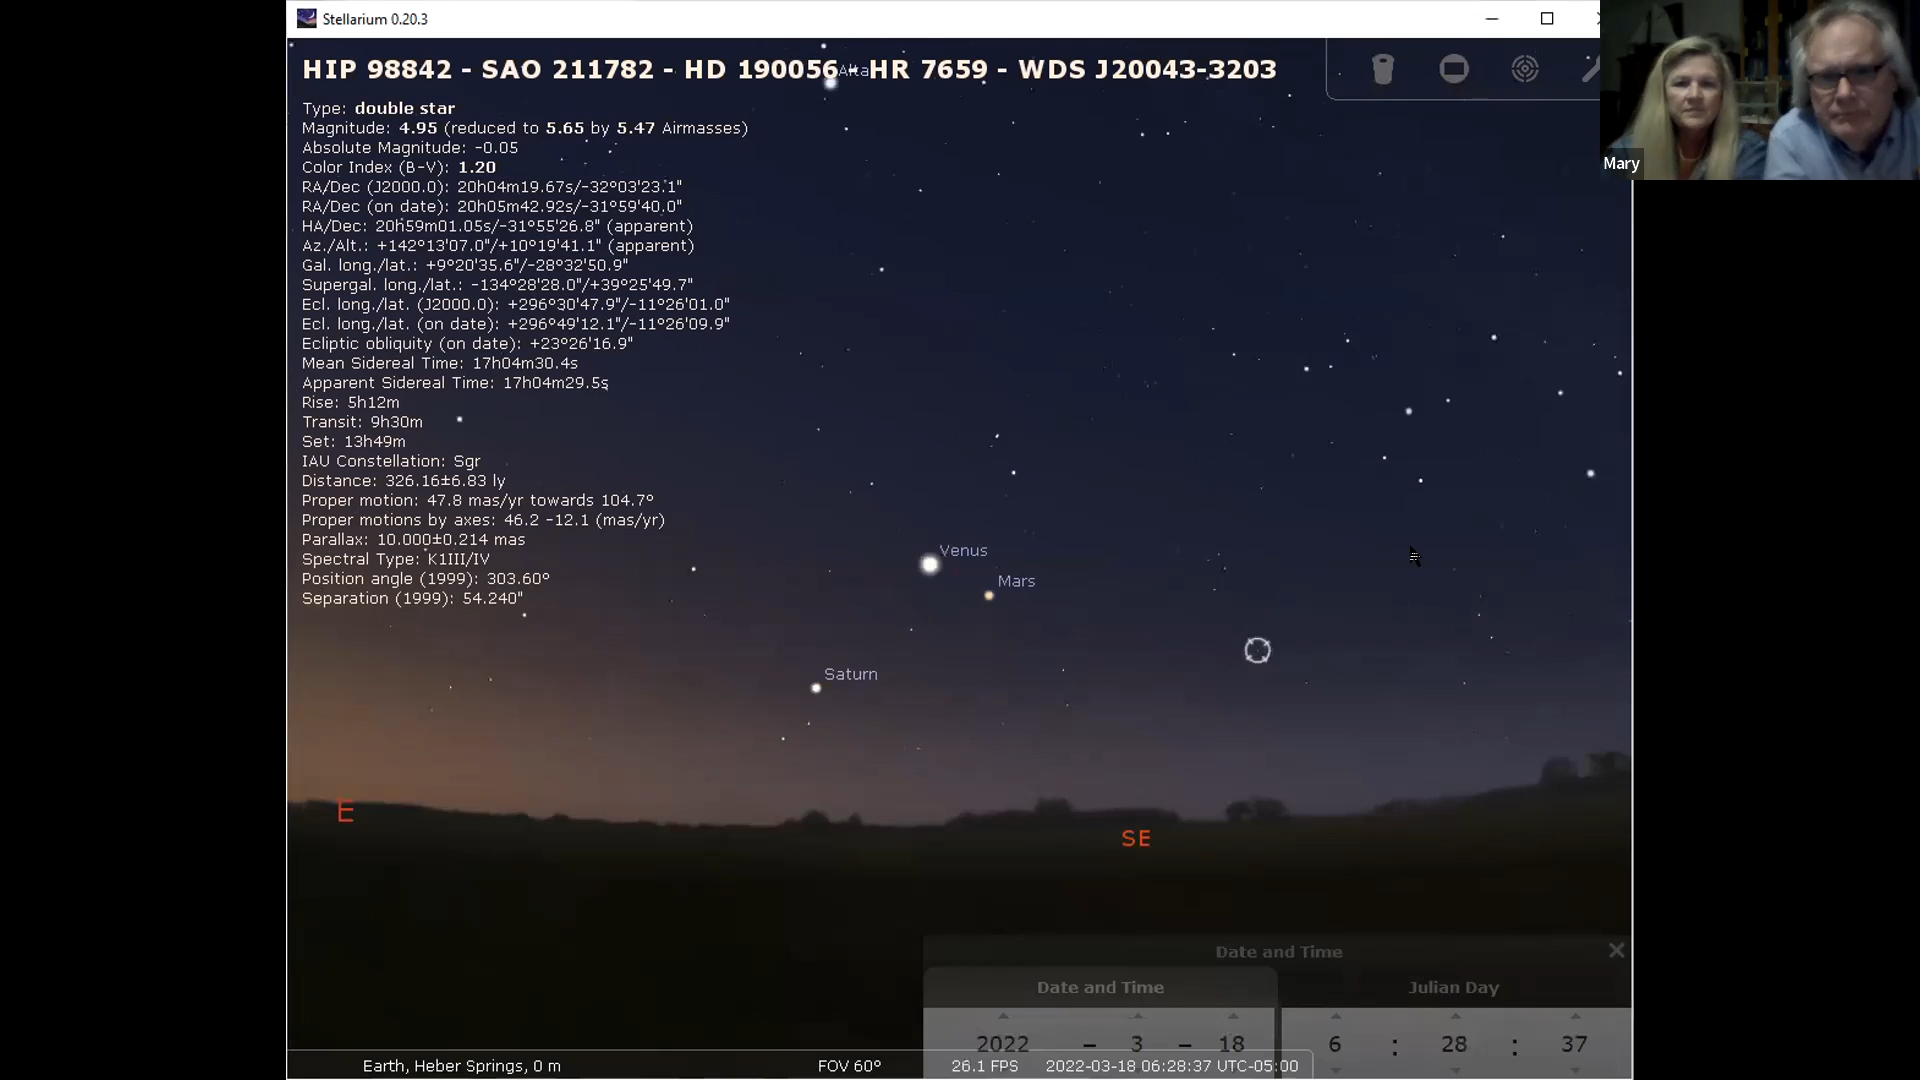 Stellarium 0.20.3
HIP 98842 - SAO 211782 - HD 190056 - HR 7659 - WDS J20043-3203
Type: double star
Magnitude: 4.95 (reduced to 5.65 by 5.47 Airmasses)
Absolute Magnitude: -0.05
Color Index (B-V): 1.20
RA/Dec (J2000.0): 20h04m19.67s/-32°03'23.1"
RA/Dec (on date): 20h05m42.92s/-31°59'40.0"
HA/Dec: 20h59m01.05s/-31°55'26.8" (apparent)
Az./Alt.: +142°13'07.0"/+10°19'41.1" (apparent)
Gal. long./lat.: +9°20'35.6"/-28°32'50.9"
Supergal. long./lat.: -134°28'28.0"/+39°25'49.7"
Ecl. long./lat. (J2000.0): +296°30'47.9"/-11°26'01.0"
Ecl. long./lat. (on date): +296°49'12.1"/-11°26'09.9"
Ecliptic obliquity (on date): +23°26'16.9"
Mean Sidereal Time: 17h04m30.4s
Apparent Sidereal Time: 17h04m29.5s
Rise: 5h12m
Transit: 9h30m
Set: 13h49m
IAU Constellation: Sgr
Distance: 326.16±6.83 ly
Proper motion: 47.8 mas/yr towards 104.7°
Proper motions by axes: 46.2 -12.1 (mas/yr)
Parallax: 10.000±0.214 mas
Spectral Type: K1III/IV
Position angle (1999): 303.60°
Separation (1999): 54.240"
Mary
Venus
Mars
Saturn
E
SE
Date and Time
Date and Time
Julian Day
2022 - 3 - 18
6 : 28 : 37
Earth, Heber Springs, 0 m
FOV 60°
26.1 FPS
2022-03-18 06:28:37 UTC-05:00